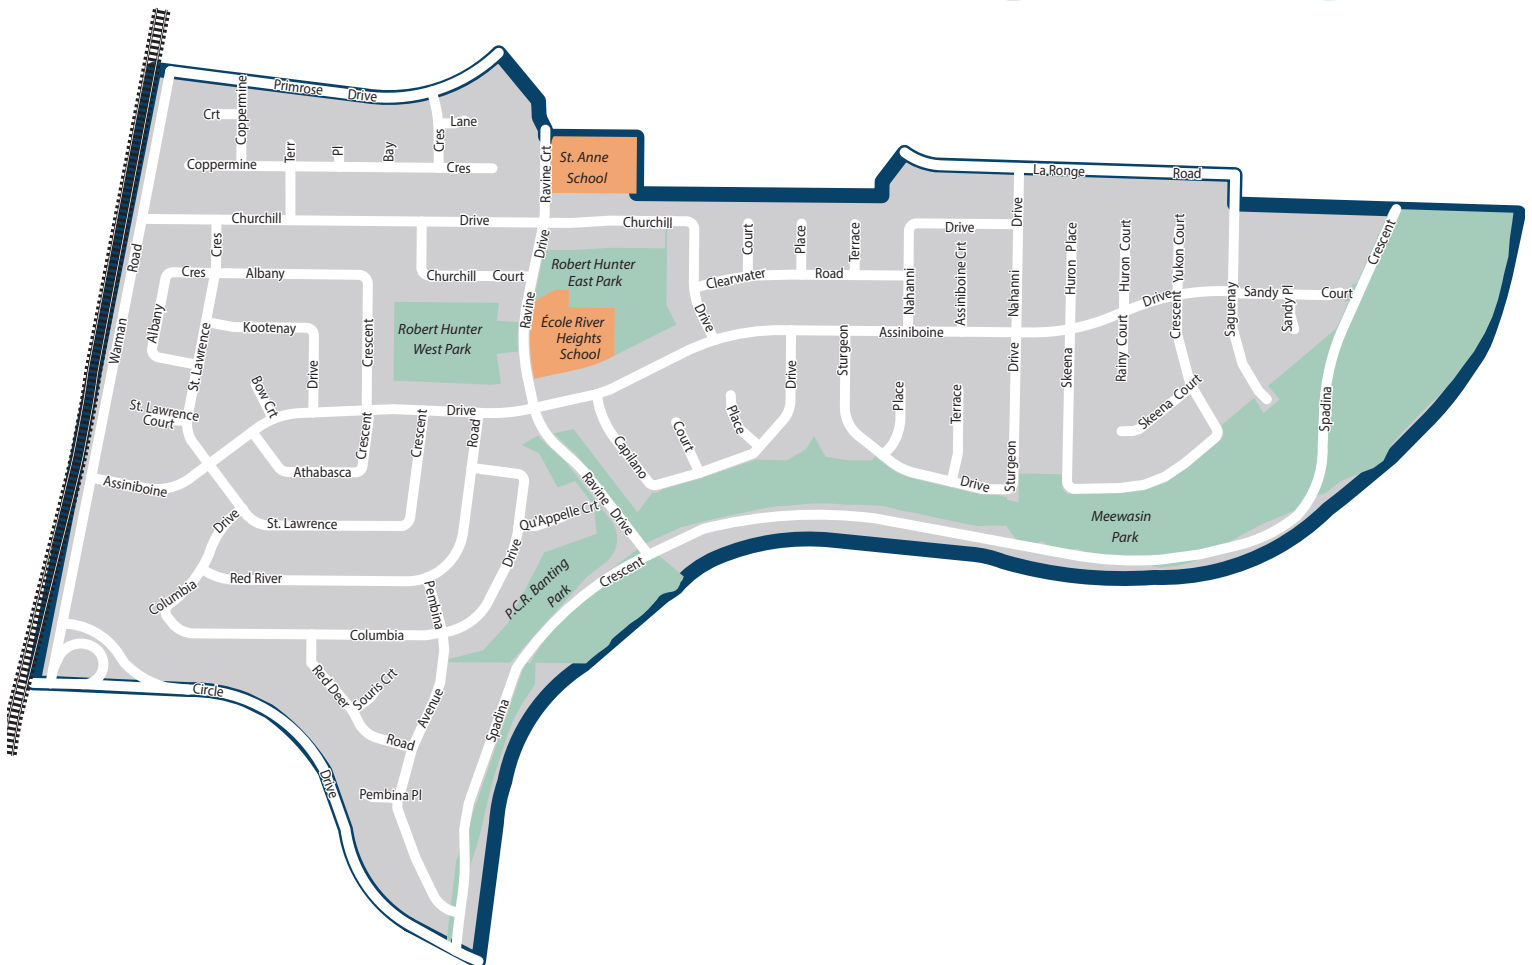 Primrose
Drive
Coppermine
Crt
Lane
Cres
Terr
Pl
Bay
Coppermine
Cres
Ravine Crt
St. Anne
School
La Ronge
Road
Churchill
Drive
Churchill
Drive
Cres
Road
Warman
Cres
Albany
Albany
Churchill
Court
Ravine
Drive
Robert Hunter
East Park
Robert Hunter
West Park
École River
Heights
School
Kootenay
Drive
Crescent
St. Lawrence
Bow Crt
St. Lawrence
Court
Drive
Clearwater
Road
Court
Place
Terrace
Drive
Nahanni
Assiniboine Crt
Nahanni
Drive
Huron Place
Huron Court
Yukon Court
Crescent
Drive
Saguenay
Sandy
Court
Sandy Pl
Crescent
Assiniboine
Sturgeon
Drive
Drive
Skeena
Rainy Court
Skeena Court
Spadina
Place
Terrace
Sturgeon
Drive
Drive
Road
Crescent
Crescent
Athabasca
Assiniboine
Capilano
Court
Place
Ravine
Drive
Qu'Appelle Crt
Drive
St. Lawrence
Drive
Red River
Columbia
Pembina
Columbia
P.C.R. Banting
Park
Crescent
Meewasin
Park
Red Deer
Souris Crt
Road
Avenue
Spadina
Circle
Drive
Pembina Pl